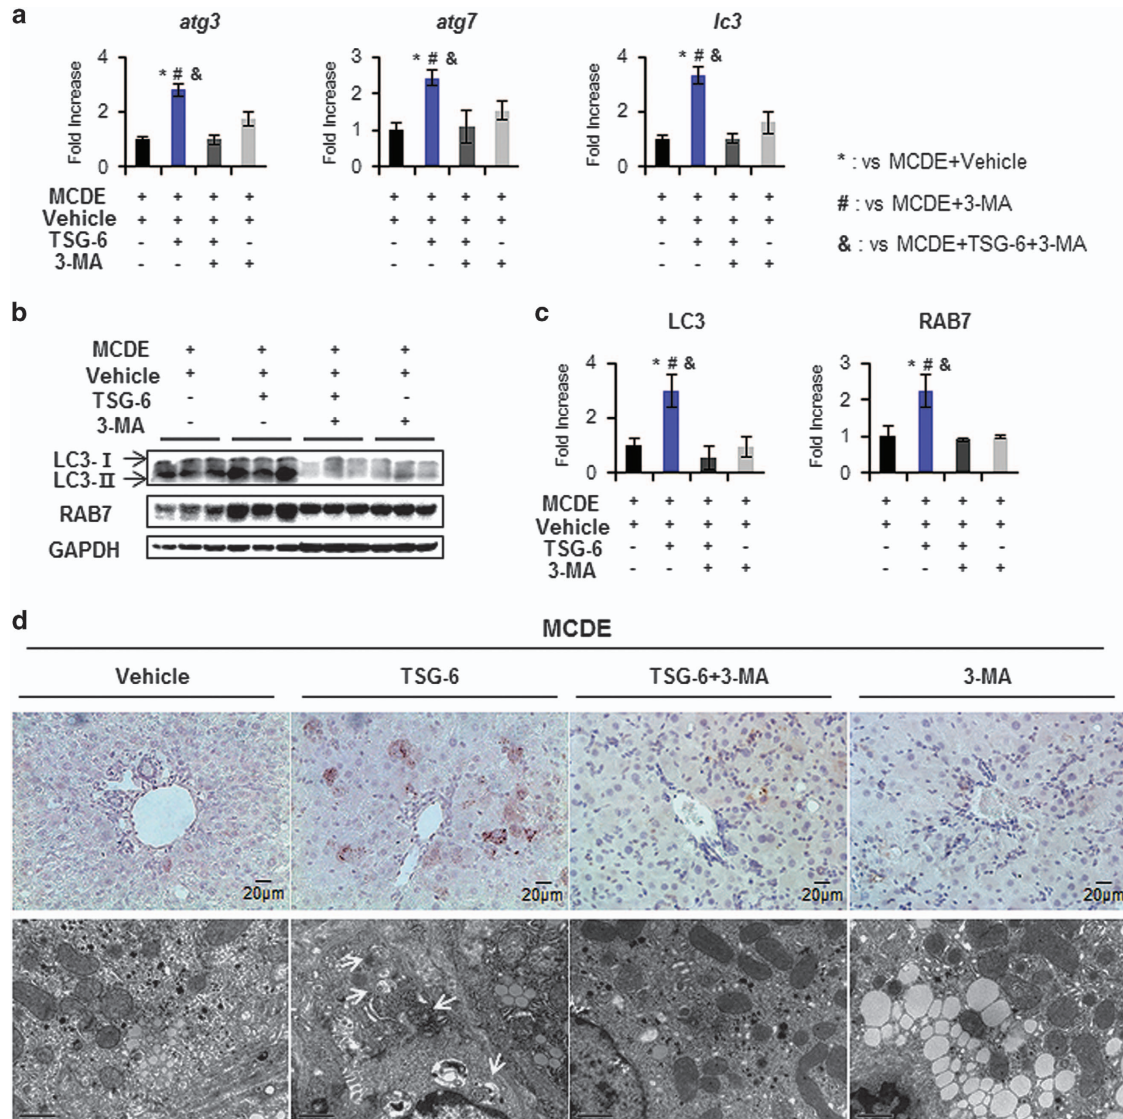 a
atg3 atg7 lc3
Fold Increase
4
2
0
* # &
Fold Increase
3
2
1
0
* # &
Fold Increase
4
2
0
* # &
* : vs MCDE+Vehicle
# : vs MCDE+3-MA
& : vs MCDE+TSG-6+3-MA
MCDE + + + + + + + + + + + +
Vehicle + + + + + + + + + + + +
TSG-6 - + + - - + + - - + + -
3-MA - - + + - - + + - - + +
b
MCDE + + + +
Vehicle + + + +
TSG-6 - + + -
3-MA - - + +
LC3-I
LC3-II
RAB7
GAPDH
c
LC3 RAB7
Fold Increase
4
2
0
* # &
Fold Increase
3
2
1
0
* # &
MCDE + + + + + + + +
Vehicle + + + + + + + +
TSG-6 - + + - - + + -
3-MA - - + + - - + +
d
MCDE
Vehicle TSG-6 TSG-6+3-MA 3-MA
20µm 20µm 20µm 20µm